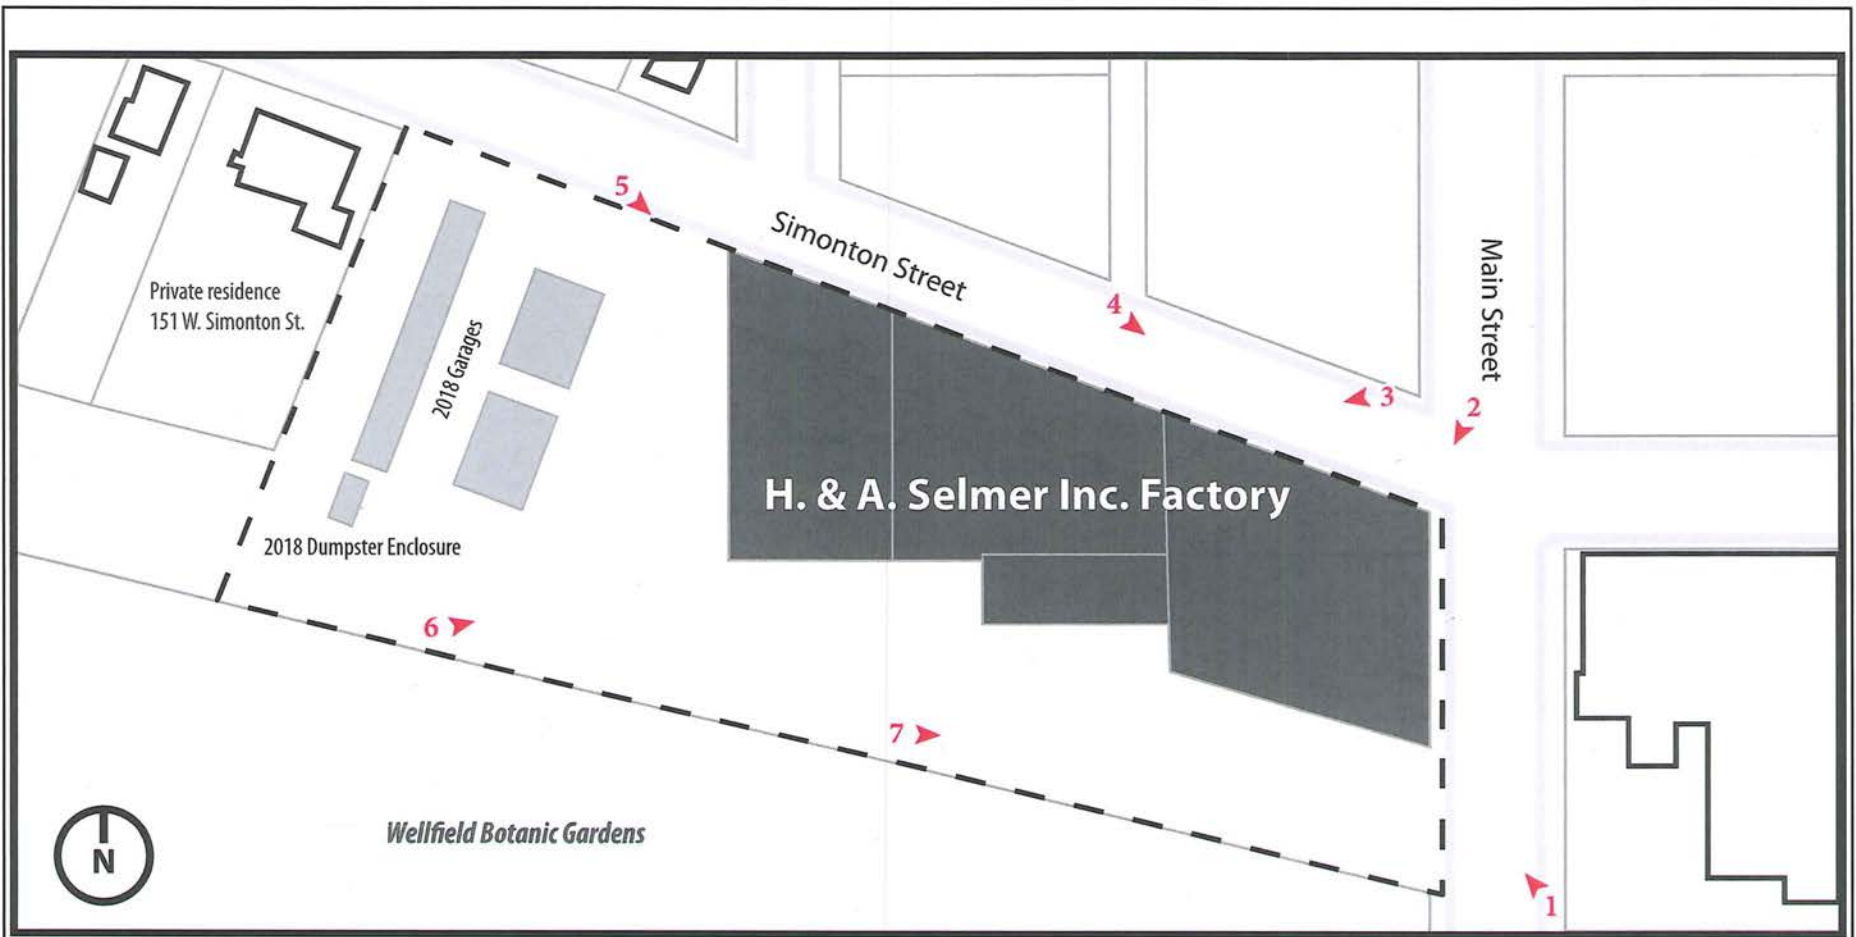 5
Simonton Street
Main Street
4
3
2
Private residence
151 W. Simonton St.
2018 Garages
H. & A. Selmer Inc. Factory
2018 Dumpster Enclosure
6
7
Wellfield Botanic Gardens
N
1